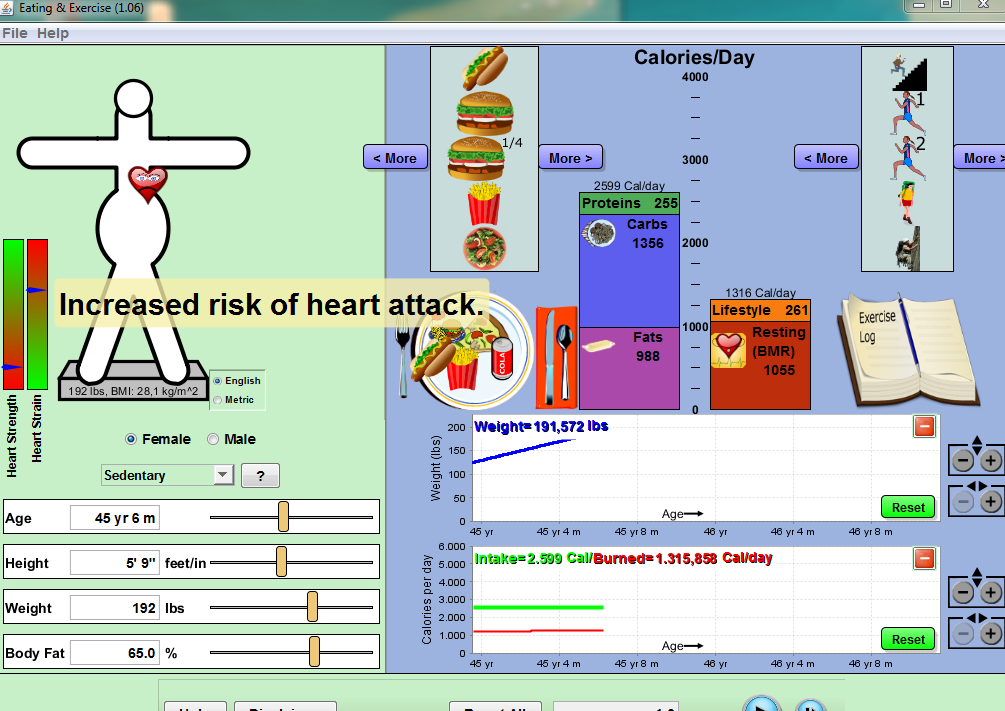 Eating & Exercise (1.06)
File Help
Calories/Day
4000
3000
2000
1000
0
< More
1/4
More >
< More
1
2
More >
2599 Cal/day
Proteins 255
Carbs
1356
Fats
988
1316 Cal/day
Lifestyle 261
Resting
(BMR)
1055
Exercise
Log
COLA
Increased risk of heart attack.
192 lbs, BMI: 28,1 kg/m^2
English
Metric
Heart Strength
Heart Strain
Female Male
Sedentary
?
Age 45 yr 6 m
Height 5' 9" feet/in
Weight 192 lbs
Body Fat 65.0 %
Weight=191,572 lbs
Weight (lbs)
200
150
100
50
0
Age
Reset
45 yr 45 yr 4 m 45 yr 8 m 46 yr 46 yr 4 m 46 yr 8 m
Intake=2.599 Cal/Burned=1.315,858 Cal/day
Calories per day
6.000
5.000
4.000
3.000
2.000
1.000
0
Age
Reset
45 yr 45 yr 4 m 45 yr 8 m 46 yr 46 yr 4 m 46 yr 8 m